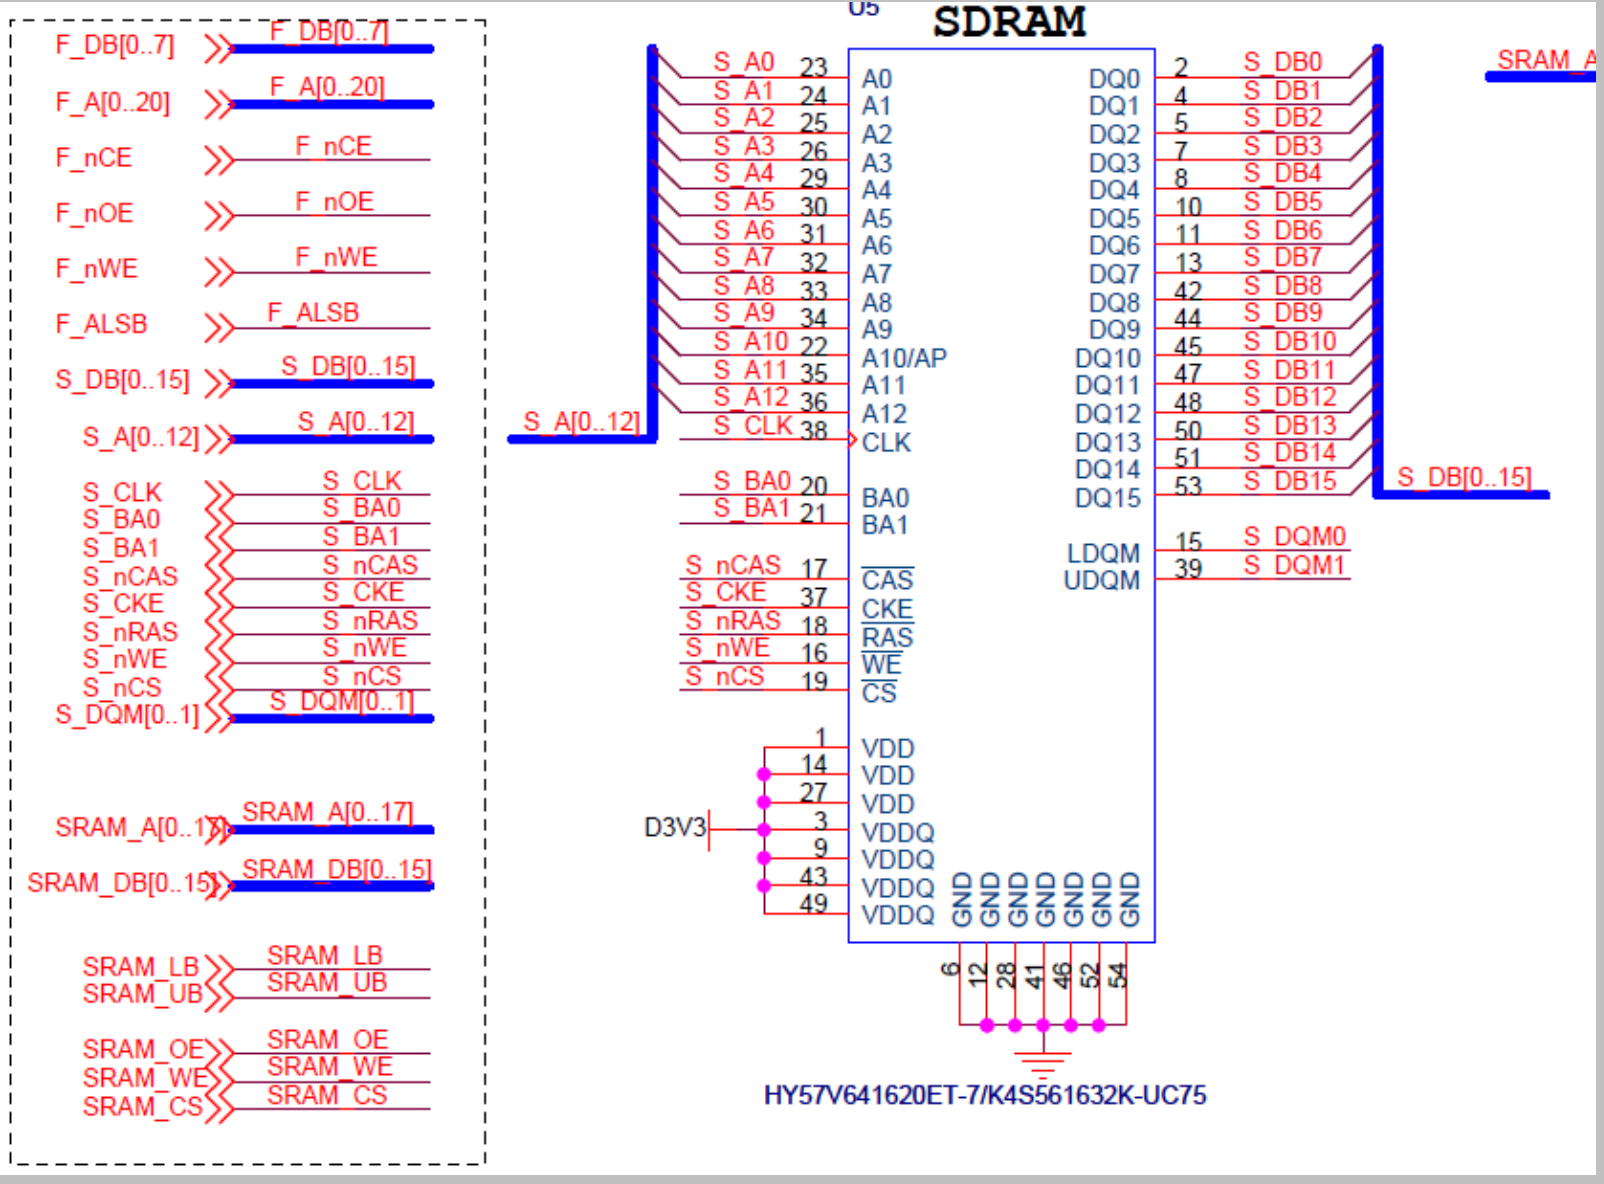 F_DB[0..7] F_DB[0..7]
F_A[0..20] F_A[0..20]
F_nCE F_nCE
F_nOE F_nOE
F_nWE F_nWE
F_ALSB F_ALSB
S_DB[0..15] S_DB[0..15]
S_A[0..12] S_A[0..12]
S_CLK S_CLK
S_BA0 S_BA0
S_BA1 S_BA1
S_nCAS S_nCAS
S_CKE S_CKE
S_nRAS S_nRAS
S_nWE S_nWE
S_nCS S_nCS
S_DQM[0..1] S_DQM[0..1]
SRAM_A[0..17] SRAM_A[0..17]
SRAM_DB[0..15] SRAM_DB[0..15]
SRAM_LB SRAM_LB
SRAM_UB SRAM_UB
SRAM_OE SRAM_OE
SRAM_WE SRAM_WE
SRAM_CS SRAM_CS
U5
SDRAM
S_A0 23 A0 DQ0 2 S_DB0
S_A1 24 A1 DQ1 4 S_DB1
S_A2 25 A2 DQ2 5 S_DB2
S_A3 26 A3 DQ3 7 S_DB3
S_A4 29 A4 DQ4 8 S_DB4
S_A5 30 A5 DQ5 10 S_DB5
S_A6 31 A6 DQ6 11 S_DB6
S_A7 32 A7 DQ7 13 S_DB7
S_A8 33 A8 DQ8 42 S_DB8
S_A9 34 A9 DQ9 44 S_DB9
S_A10 22 A10/AP DQ10 45 S_DB10
S_A11 35 A11 DQ11 47 S_DB11
S_A12 36 A12 DQ12 48 S_DB12
S_A[0..12] S_CLK 38 CLK DQ13 50 S_DB13
DQ14 51 S_DB14
S_BA0 20 BA0 DQ15 53 S_DB15 S_DB[0..15]
S_BA1 21 BA1
LDQM 15 S_DQM0
S_nCAS 17 CAS UDQM 39 S_DQM1
S_CKE 37 CKE
S_nRAS 18 RAS
S_nWE 16 WE
S_nCS 19 CS
1 VDD
14 VDD
27 VDD
D3V3 3 VDDQ
9 VDDQ
43 VDDQ
49 VDDQ
GND GND GND GND GND GND GND
6 12 28 41 46 52 54
HY57V641620ET-7/K4S561632K-UC75
SRAM_A